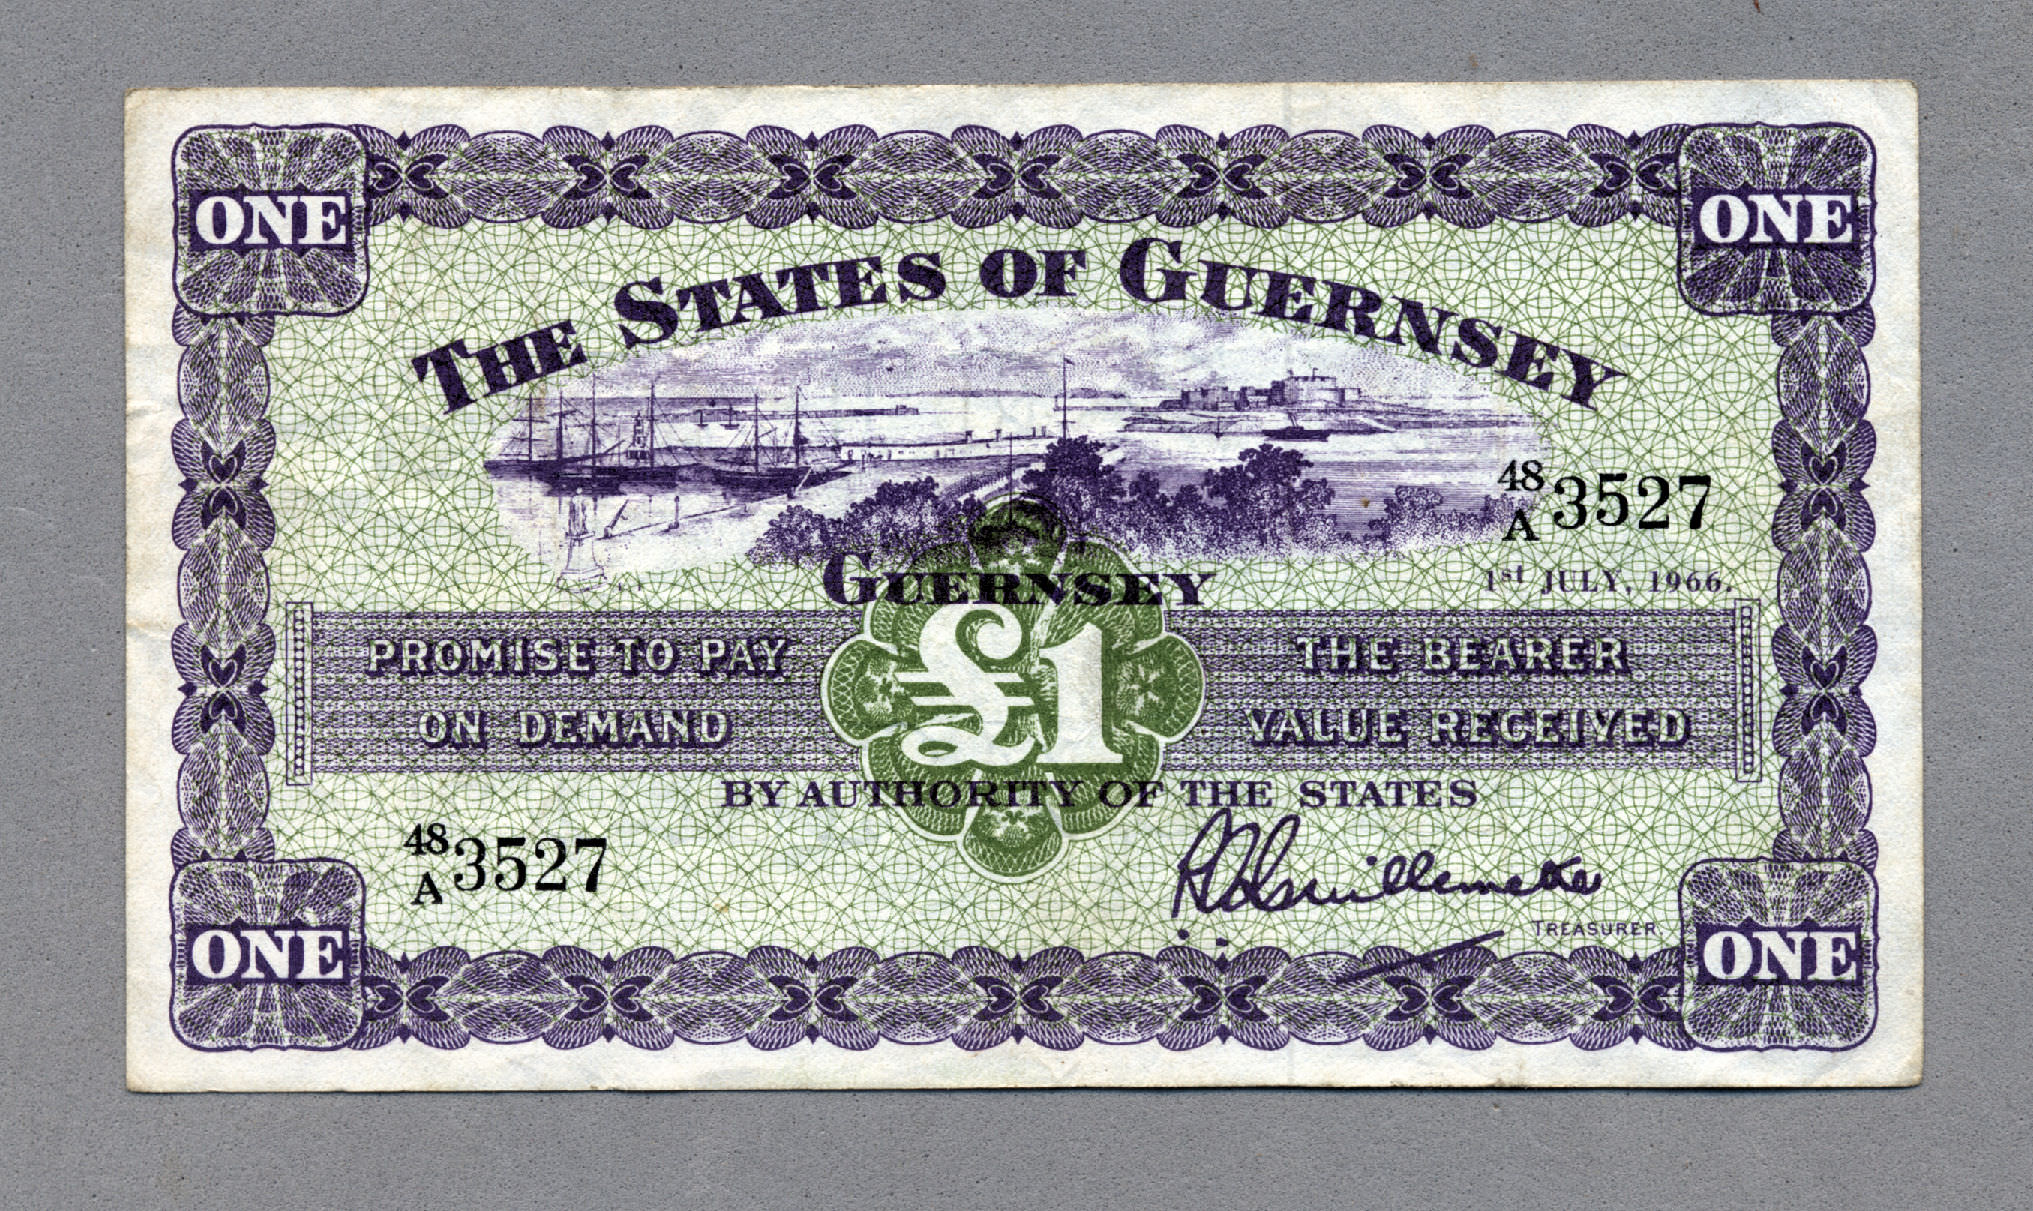 ONE
ONE
THE STATES OF GUERNSEY
48
A 3527
GUERNSEY
1st JULY, 1966.
PROMISE TO PAY
ON DEMAND
£1
THE BEARER
VALUE RECEIVED
BY AUTHORITY OF THE STATES
48
A 3527
TREASURER
ONE
ONE